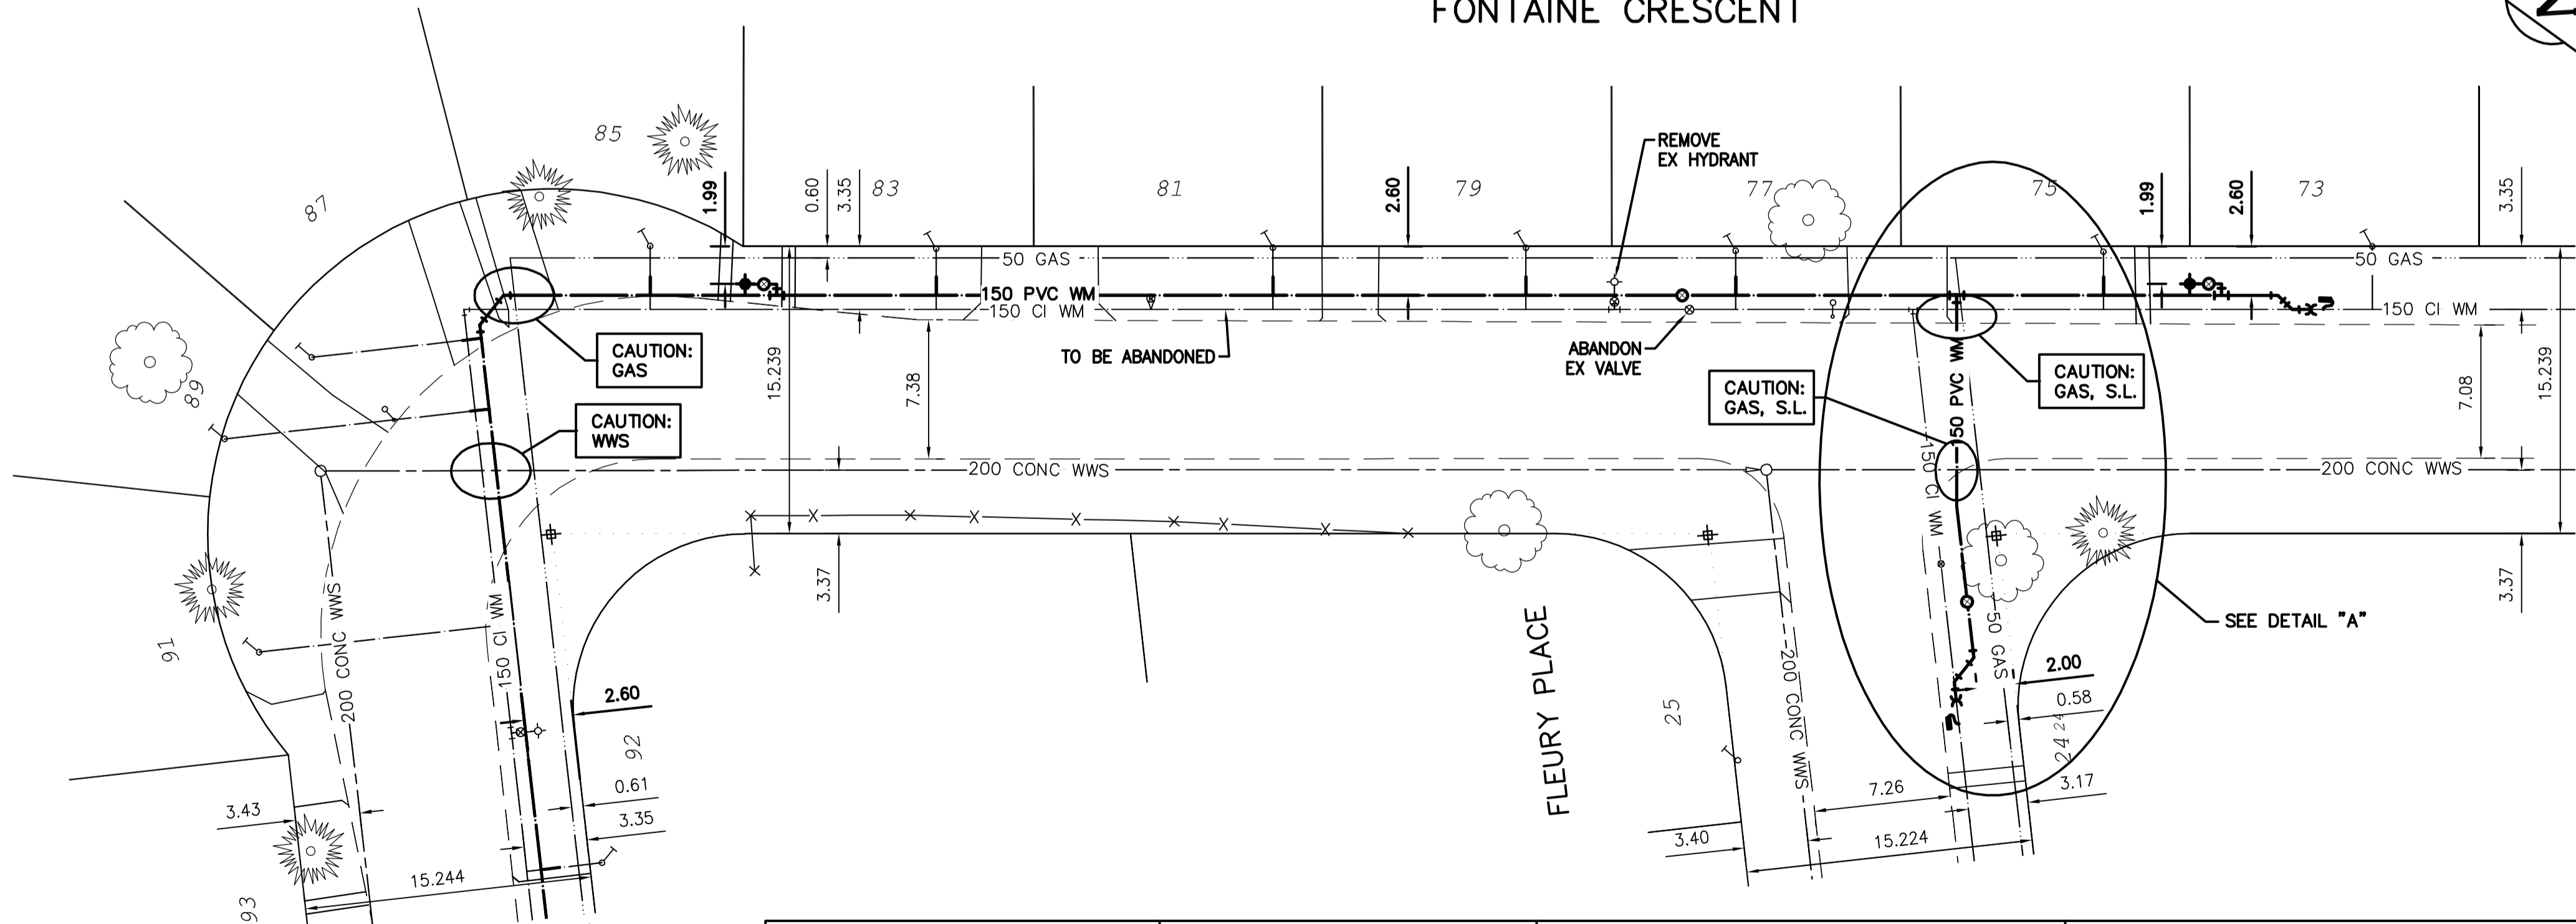 FONTAINE CRESCENT
REMOVE
EX HYDRANT
85
87
89
91
93
83
81
79
77
75
73
1.99
0.60
3.35
2.60
1.99
2.60
3.35
50 GAS
50 GAS
150 PVC WM
150 CI WM
150 CI WM
TO BE ABANDONED
ABANDON
EX VALVE
CAUTION:
GAS
CAUTION:
WWS
CAUTION:
GAS, S.L.
CAUTION:
GAS, S.L.
15.239
7.38
7.08
15.239
200 CONC WWS
200 CONC WWS
150 PVC WM
150 CI WM
50 GAS
3.37
3.37
SEE DETAIL "A"
FLEURY PLACE
25
200 CONC WWS
200 CONC WWS
150 CI WM
2.60
92
0.61
3.35
3.43
15.244
2.00
0.58
24
24
3.17
7.26
3.40
15.224